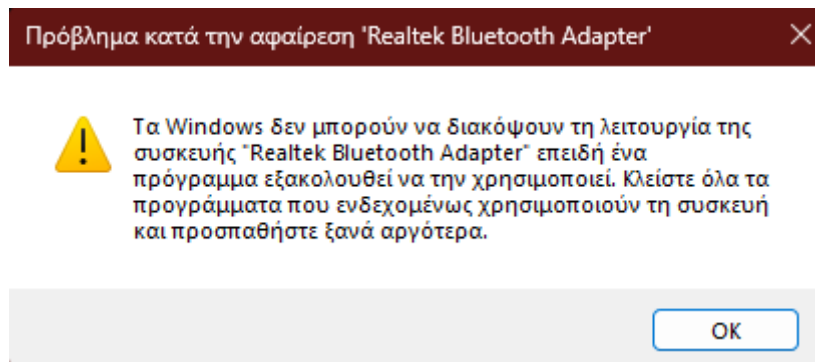 Πρόβλημα κατά την αφαίρεση 'Realtek Bluetooth Adapter'
Τα Windows δεν μπορούν να διακόψουν τη λειτουργία της
συσκευής "Realtek Bluetooth Adapter" επειδή ένα
πρόγραμμα εξακολουθεί να την χρησιμοποιεί. Κλείστε όλα τα
προγράμματα που ενδεχομένως χρησιμοποιούν τη συσκευή
και προσπαθήστε ξανά αργότερα.
OK